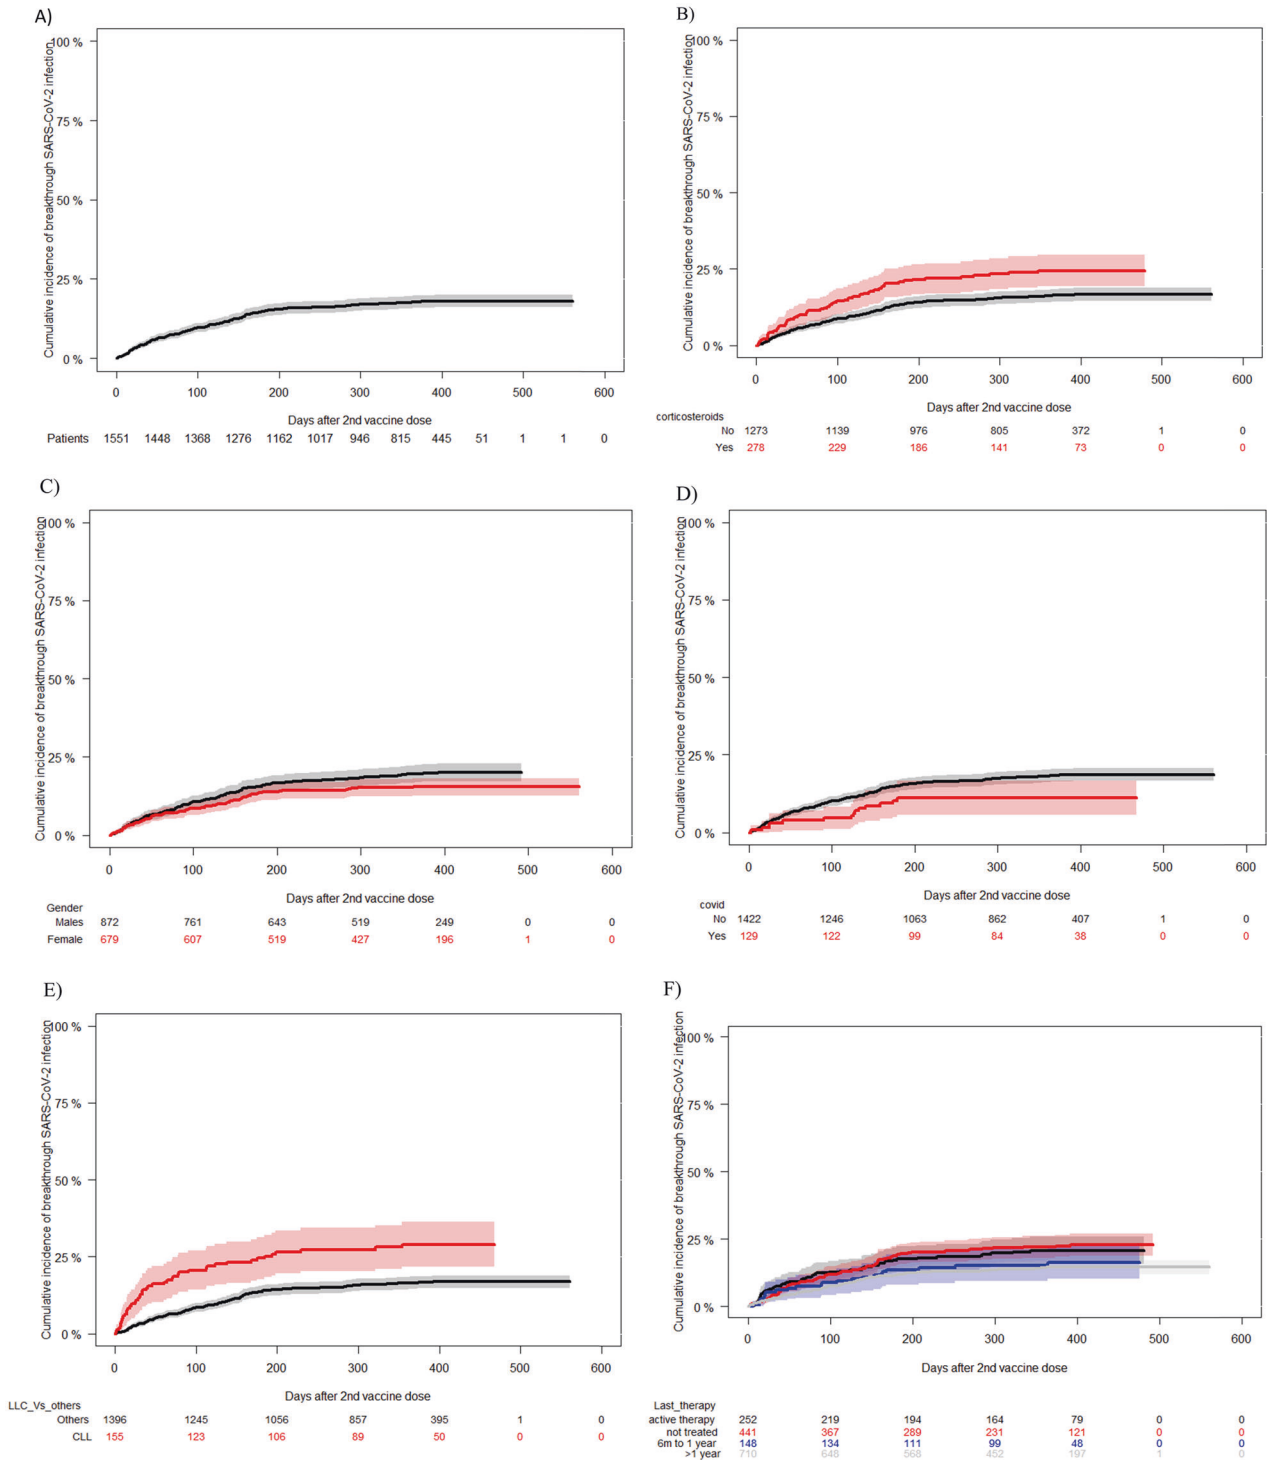 A)
Cumulative incidence of breakthrough SARS-CoV-2 infection
100 %
75 %
50 %
25 %
0 %
0 100 200 300 400 500 600
Days after 2nd vaccine dose
Patients 1551 1448 1368 1276 1162 1017 946 815 445 51 1 1 0
B)
Cumulative incidence of breakthrough SARS-CoV-2 infection
100 %
75 %
50 %
25 %
0 %
0 100 200 300 400 500 600
Days after 2nd vaccine dose
corticosteroids
No 1273 1139 976 805 372 1 0
Yes 278 229 186 141 73 0 0
C)
Cumulative incidence of breakthrough SARS-CoV-2 infection
100 %
75 %
50 %
25 %
0 %
0 100 200 300 400 500 600
Days after 2nd vaccine dose
Gender
Males 872 761 643 519 249 0 0
Female 679 607 519 427 196 1 0
D)
Cumulative incidence of breakthrough SARS-CoV-2 infection
100 %
75 %
50 %
25 %
0 %
0 100 200 300 400 500 600
Days after 2nd vaccine dose
covid
No 1422 1246 1063 862 407 1 0
Yes 129 122 99 84 38 0 0
E)
Cumulative incidence of breakthrough SARS-CoV-2 infection
100 %
75 %
50 %
25 %
0 %
0 100 200 300 400 500 600
Days after 2nd vaccine dose
LLC_Vs_others
Others 1396 1245 1056 857 395 1 0
CLL 155 123 106 89 50 0 0
F)
Cumulative incidence of breakthrough SARS-CoV-2 infection
100 %
75 %
50 %
25 %
0 %
0 100 200 300 400 500 600
Days after 2nd vaccine dose
Last_therapy
active therapy 252 219 194 164 79 0 0
not treated 441 367 289 231 121 0 0
6m to 1 year 148 134 111 99 48 0 0
>1 year 710 648 568 452 197 1 0